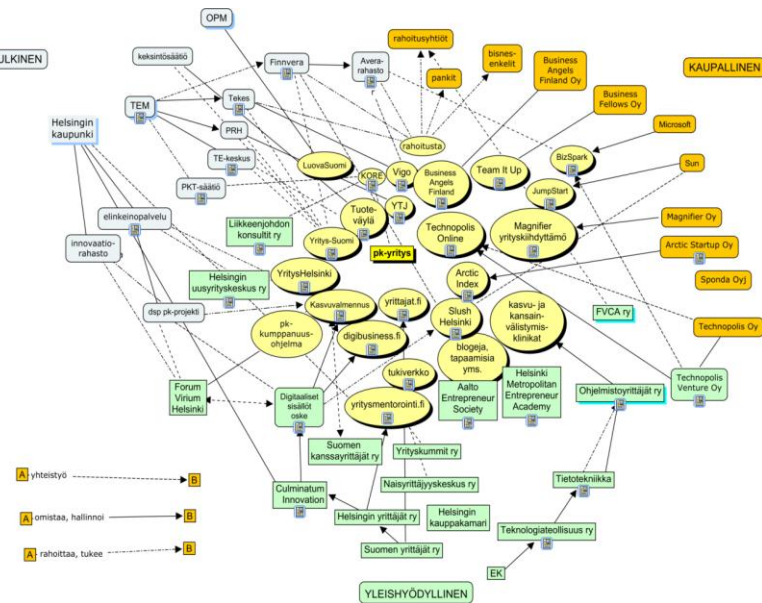 OPM
ULKINEN
keksintösäätiö
Finnvera
Avera-
rahasto
rahoitusyhtiöt
pankit
bisnes-
enkelit
Business
Angels
Finland Oy
KAUPALLINEN
Business
Fellows Oy
TEM
Tekes
Helsingin
kaupunki
PRH
TE-keskus
PKT-säätiö
LuovaSuomi
rahoitusta
KORE
Vigo
Business
Angels
Finland
Team It Up
BizSpark
Microsoft
JumpStart
Sun
elinkeinopalvelu
Liikkeenjohdon
konsultit ry
Tuote-
väylä
YTJ
Technopolis
Online
Magnifier
yrityskiihdyttämö
Magnifier Oy
innovaatio-
rahasto
Yritys-Suomi
pk-yritys
Arctic Startup Oy
Helsingin
uusyrityskeskus ry
YritysHelsinki
Arctic
Index
Sponda Oyj
dsp pk-projekti
Kasvuvalmennus
yrittajat.fi
Slush
Helsinki
kasvu- ja
kansain-
välistymis-
klinikat
FVCA ry
Technopolis Oy
pk-
kumppanuus-
ohjelma
digibusiness.fi
blogeja,
tapaamisia
yms.
Forum
Virium
Helsinki
Digitaaliset
sisällöt
oske
tukiverkko
yritysmentorointi.fi
Aalto
Entrepreneur
Society
Helsinki
Metropolitan
Entrepreneur
Academy
Ohjelmistoyrittäjät ry
Technopolis
Venture Oy
Suomen
kanssayrittäjät ry
Yrityskummit ry
A
yhteistyö
B
Culminatum
Innovation
Naisyrittäjyyskeskus ry
Tietotekniikka
A
omistaa, hallinnoi
B
Helsingin yrittäjät ry
Helsingin
kauppakamari
Teknologiateollisuus ry
A
rahoittaa, tukee
B
Suomen yrittäjät ry
EK
YLEISHYÖDYLLINEN